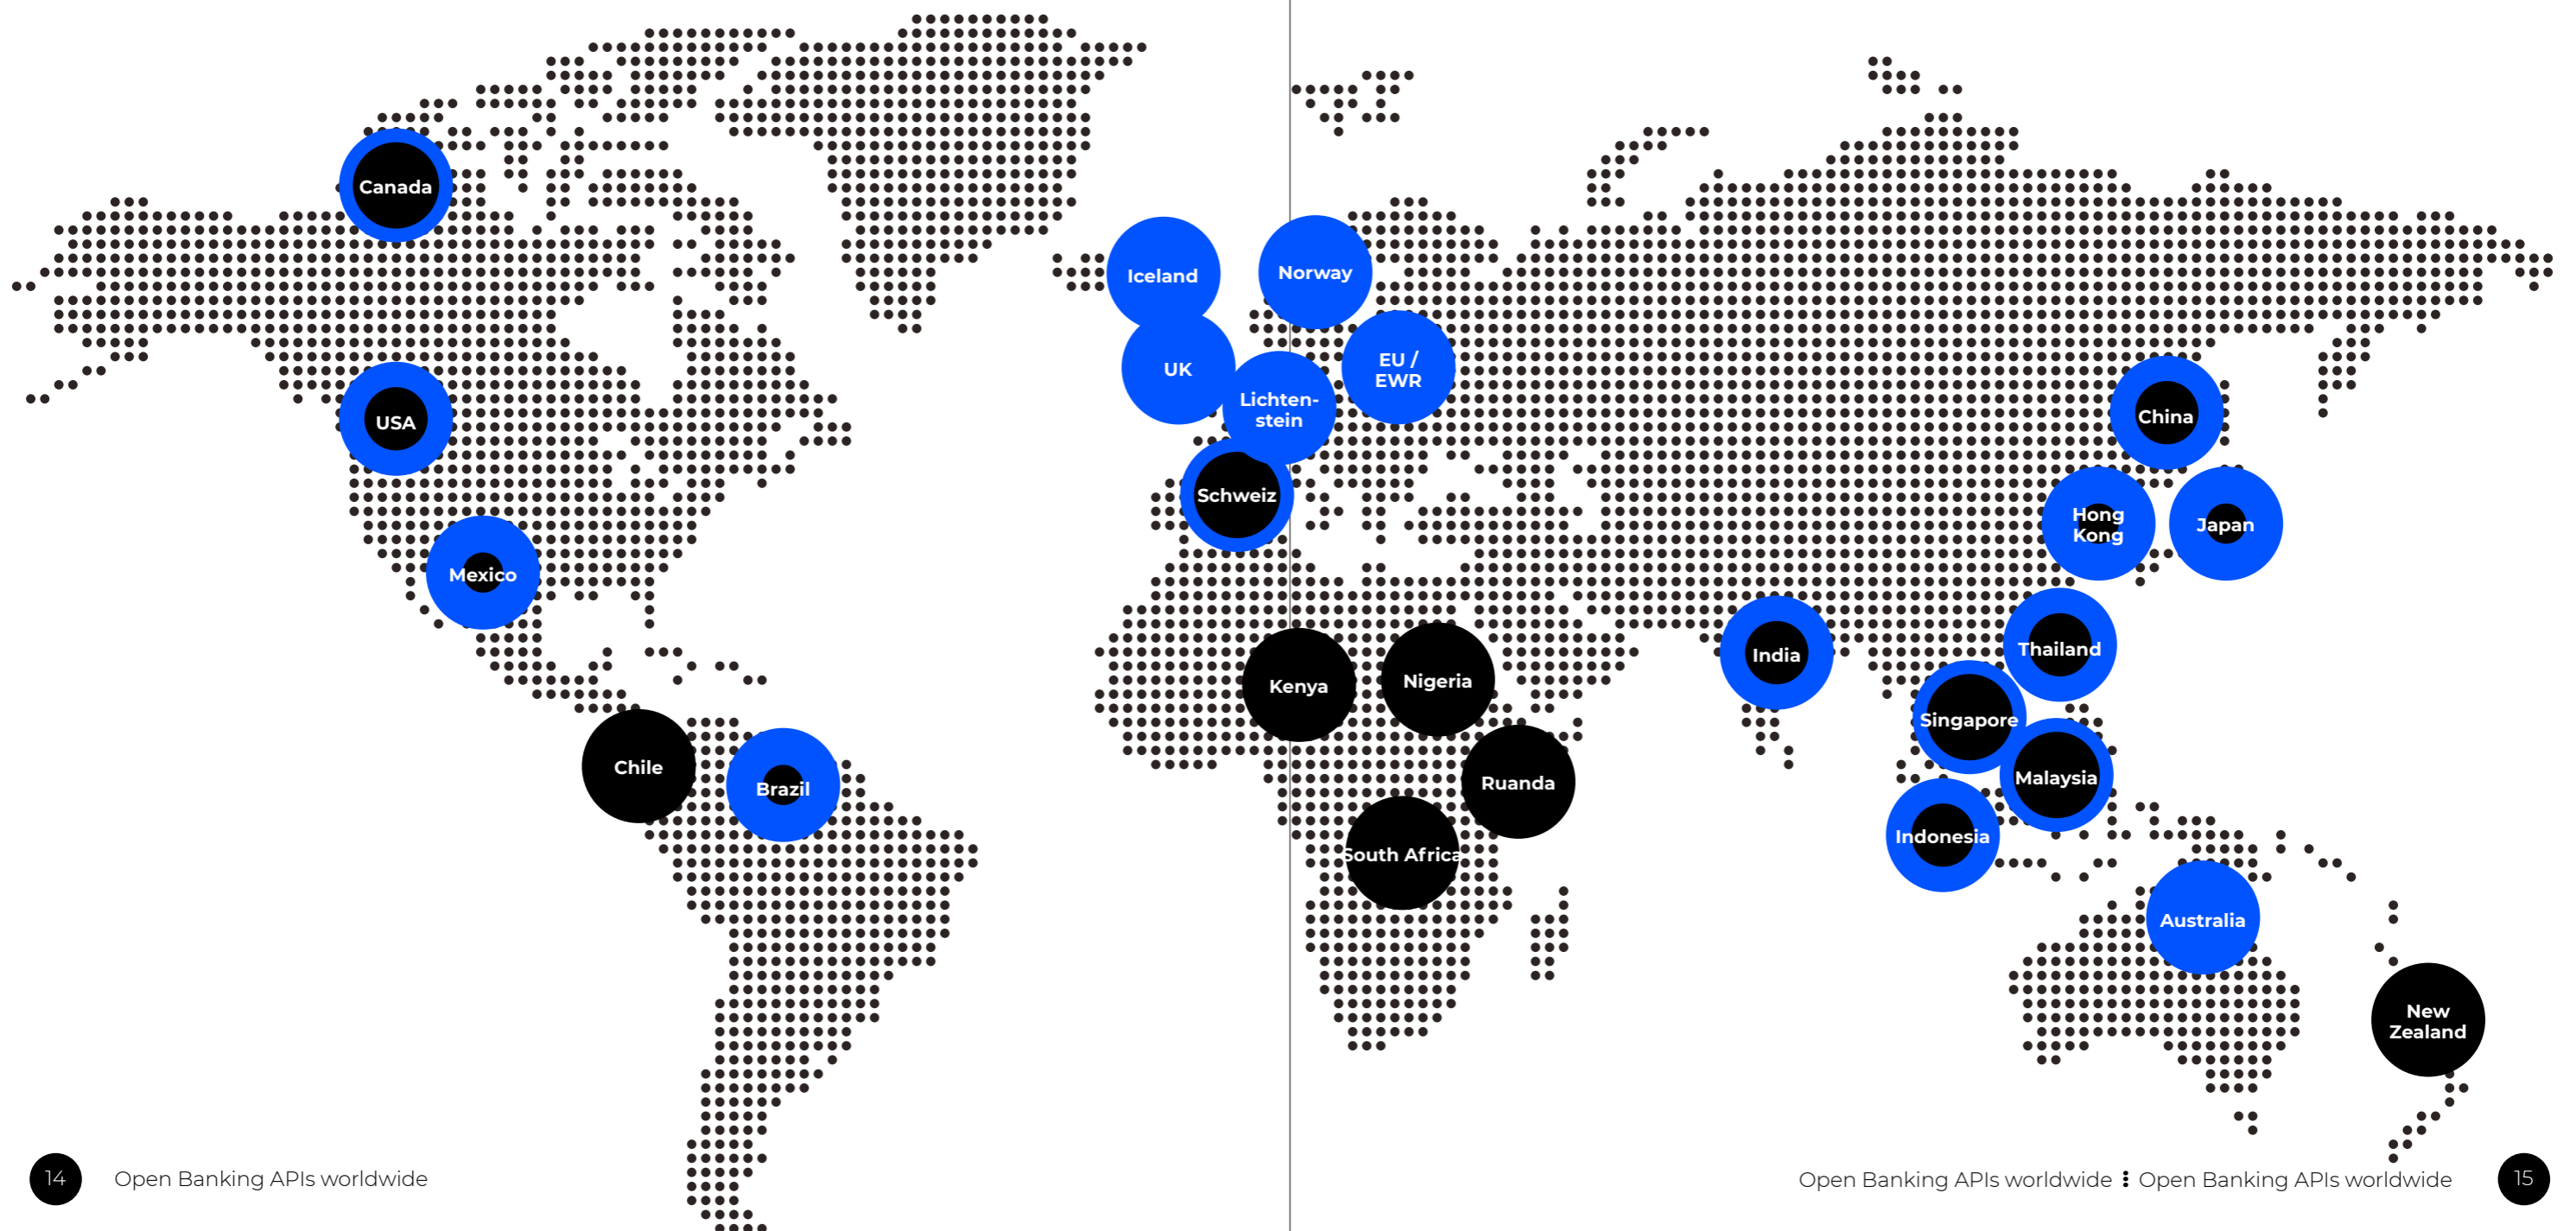 Canada
Iceland
Norway
UK
EU /
EWR
Lichten-
stein
USA
China
Schweiz
Hong
Kong
Japan
Mexico
India
Thailand
Kenya
Nigeria
Singapore
Chile
Brazil
Ruanda
Malaysia
Indonesia
South Africa
Australia
New
Zealand
14
Open Banking APIs worldwide
Open Banking APIs worldwide ⁝ Open Banking APIs worldwide
15